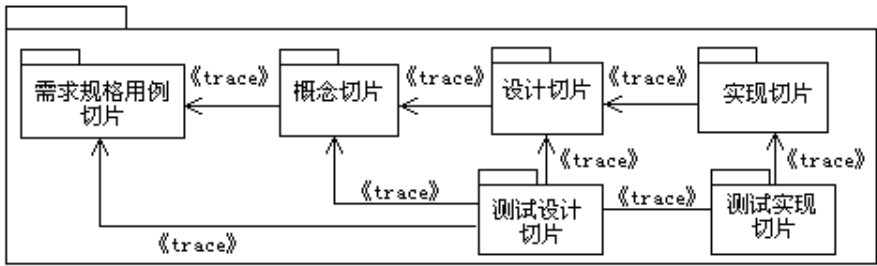 《trace》
《trace》
《trace》
需求规格用例
切片
概念切片
设计切片
实现切片
《trace》
《trace》
《trace》
《trace》
测试设计
切片
测试实现
切片
《trace》